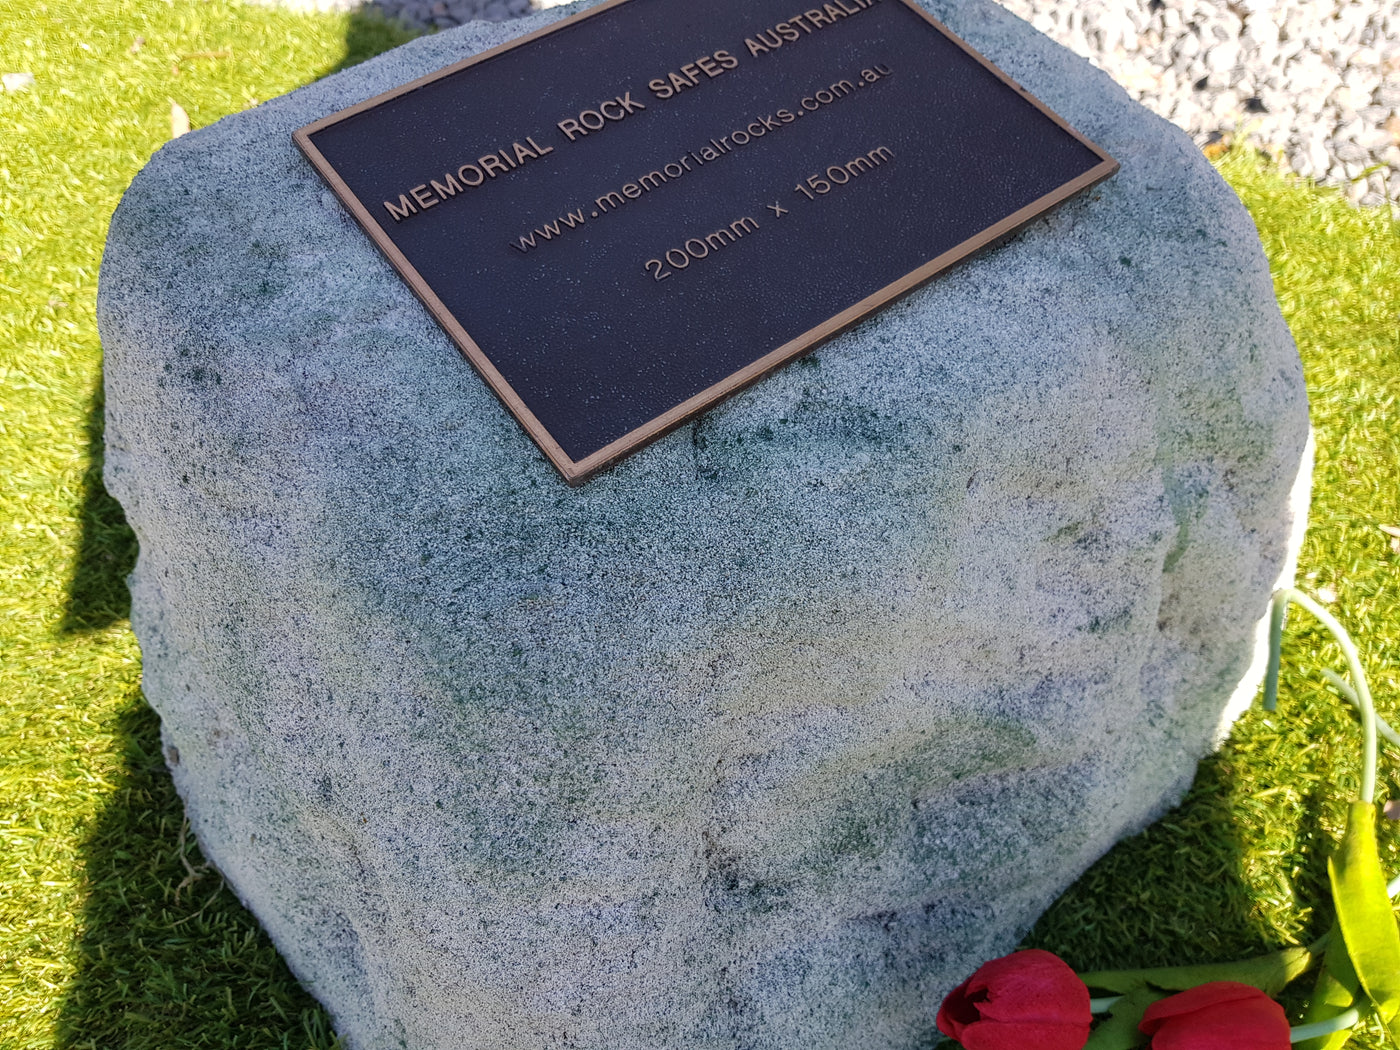 MEMORIAL ROCK SAFES AUSTRALIA
www.memorialrocks.com.au
200mm x 150mm